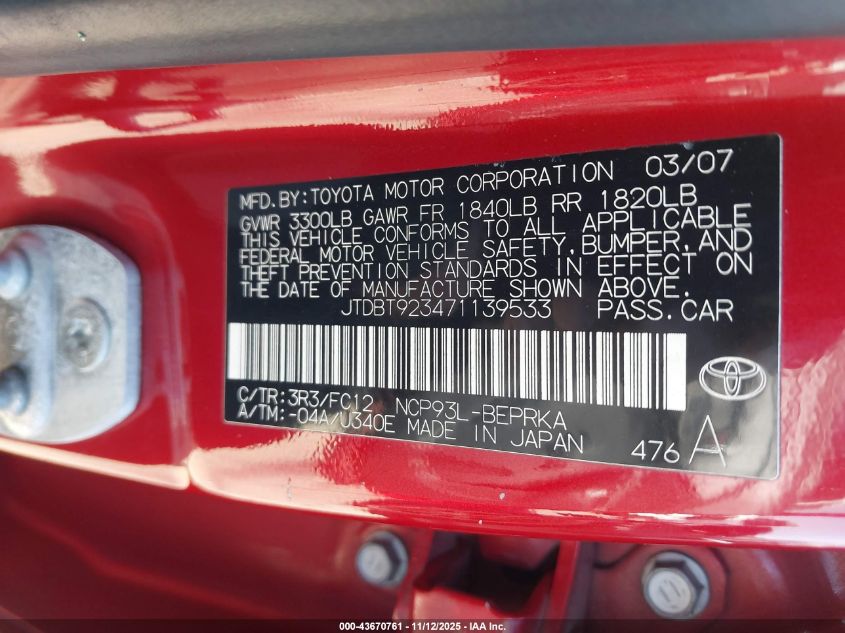 MFD.BY:TOYOTA MOTOR CORPORATION 03/07
GVWR 3300LB GAWR FR 1840LB RR 1820LB
THIS VEHICLE CONFORMS TO ALL APPLICABLE
FEDERAL MOTOR VEHICLE SAFETY,BUMPER,AND
THEFT PREVENTION STANDARDS IN EFFECT ON
THE DATE OF MANUFACTURE SHOWN ABOVE.
JTDBT923471139533 PASS.CAR
C/TR:3R3/FC12 NCP93L-BEPRKA
A/TM:-04A/U340E MADE IN JAPAN 476 A
000-43670761 - 11/12/2025 - IAA Inc.